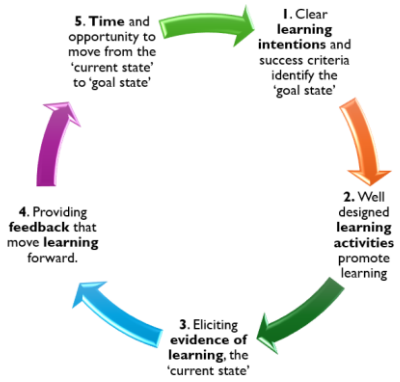 1. Clear
learning
intentions and
success criteria
identify the
‘goal state’
2. Well
designed
learning
activities
promote
learning
3. Eliciting
evidence of
learning, the
‘current state’
4. Providing
feedback that
move learning
forward.
5. Time and
opportunity to
move from the
‘current state’
to ‘goal state’